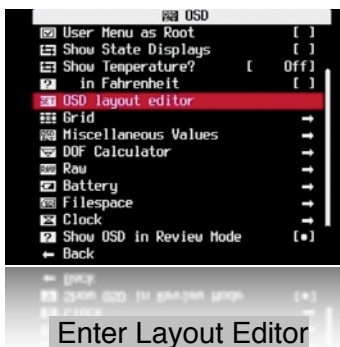 OSD
User Menu as Root [ ]
Show State Displays [ ]
Show Temperature? [ Off]
in Fahrenheit [ ]
OSD layout editor
Grid →
Miscellaneous Values →
DOF Calculator →
Raw →
Battery →
Filespace →
Clock →
Show OSD in Review Mode [•]
← Back
Enter Layout Editor